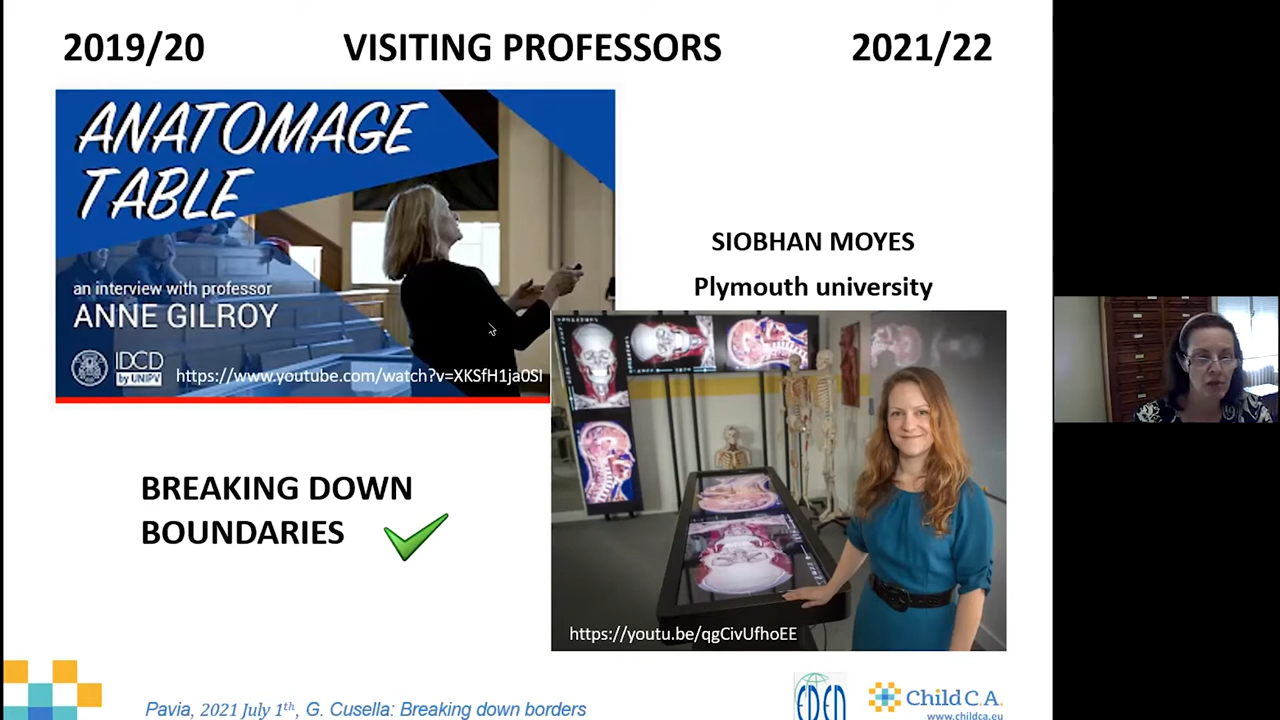 2019/20 VISITING PROFESSORS 2021/22
ANATOMAGE
TABLE
an interview with professor
ANNE GILROY
IDCD
by UNIPV
https://www.youtube.com/watch?v=XKSfH1ja0SI
SIOBHAN MOYES
Plymouth university
https://youtu.be/qgCivUfhoEE
BREAKING DOWN
BOUNDARIES
Pavia, 2021 July 1th, G. Cusella: Breaking down borders
EDEN
Child C.A.
www.childca.eu